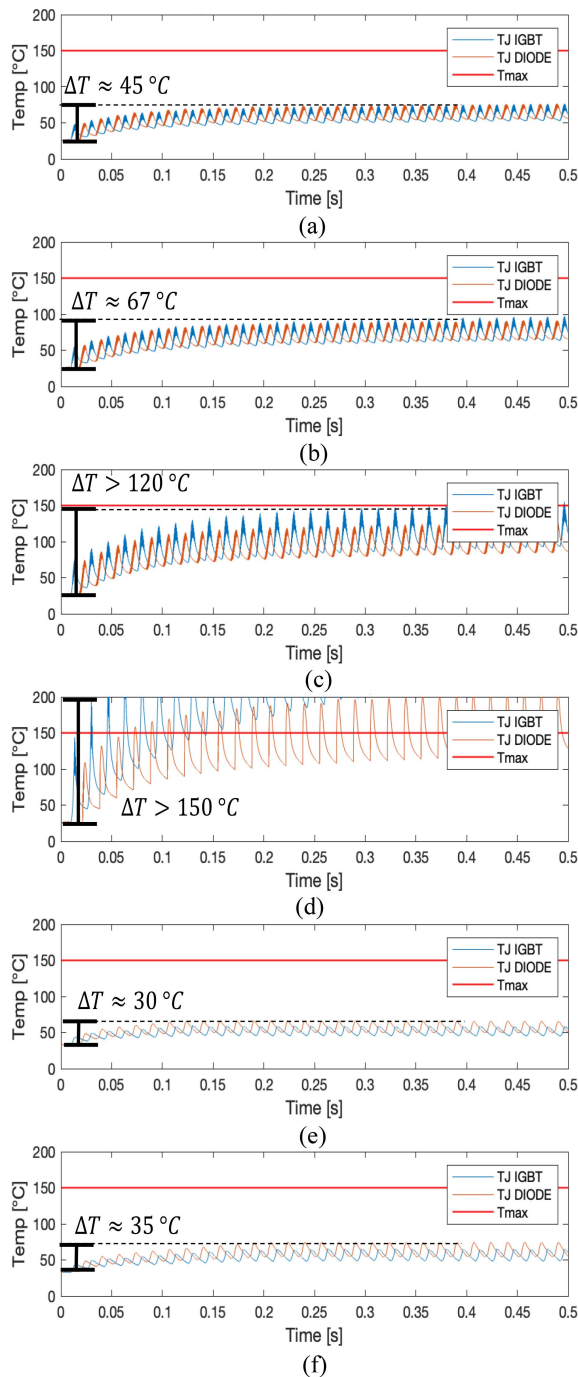 200
150
100
50
0
Temp [°C]
TJ IGBT
TJ DIODE
Tmax
ΔT ≈ 45 °C
0 0.05 0.1 0.15 0.2 0.25 0.3 0.35 0.4 0.45 0.5
Time [s]
(a)
200
150
100
50
0
Temp [°C]
TJ IGBT
TJ DIODE
Tmax
ΔT ≈ 67 °C
0 0.05 0.1 0.15 0.2 0.25 0.3 0.35 0.4 0.45 0.5
Time [s]
(b)
200
150
100
50
0
Temp [°C]
ΔT > 120 °C
TJ IGBT
TJ DIODE
Tmax
0 0.05 0.1 0.15 0.2 0.25 0.3 0.35 0.4 0.45 0.5
Time [s]
(c)
200
150
100
50
0
Temp [°C]
TJ IGBT
TJ DIODE
Tmax
ΔT > 150 °C
0 0.05 0.1 0.15 0.2 0.25 0.3 0.35 0.4 0.45 0.5
Time [s]
(d)
200
150
100
50
0
Temp [°C]
TJ IGBT
TJ DIODE
Tmax
ΔT ≈ 30 °C
0 0.05 0.1 0.15 0.2 0.25 0.3 0.35 0.4 0.45 0.5
Time [s]
(e)
200
150
100
50
0
Temp [°C]
TJ IGBT
TJ DIODE
Tmax
ΔT ≈ 35 °C
0 0.05 0.1 0.15 0.2 0.25 0.3 0.35 0.4 0.45 0.5
Time [s]
(f)